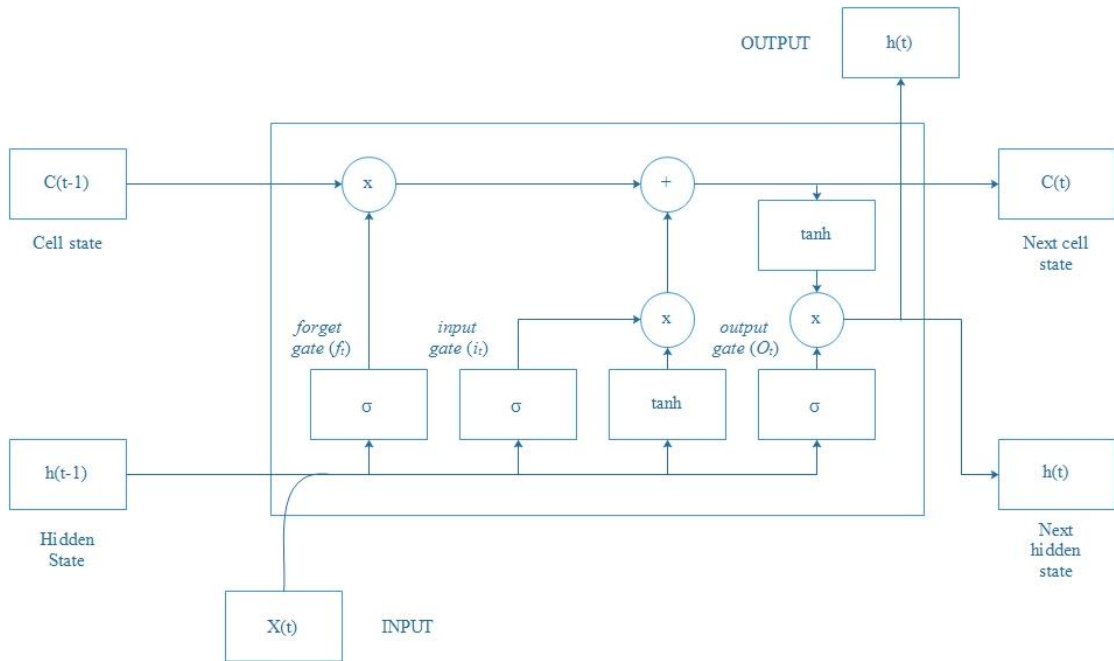 OUTPUT
h(t)
C(t-1)
x
+
C(t)
Cell state
tanh
Next cell
state
forget
gate (fₜ)
input
gate (iₜ)
x
output
gate (Oₜ)
x
σ
σ
tanh
σ
h(t-1)
h(t)
Hidden
State
Next
hidden
state
X(t)
INPUT